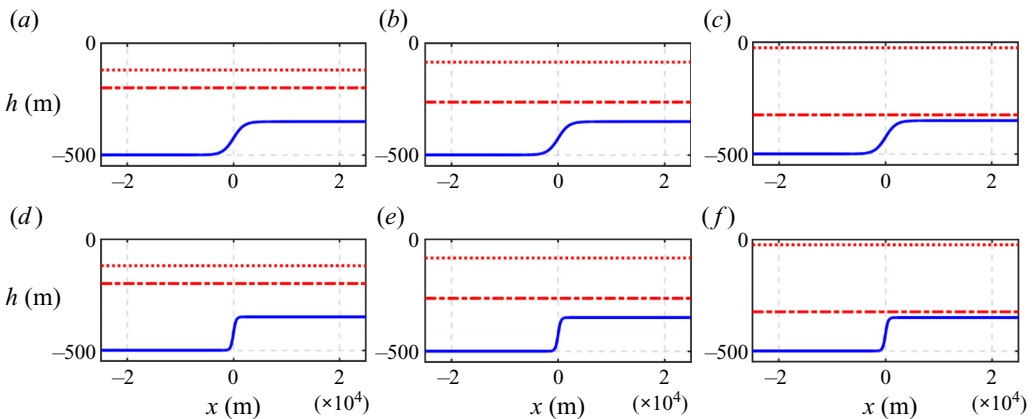 (a) (b) (c)
0 0 0
h (m)
−500 −500 −500
−2 0 2 −2 0 2 −2 0 2
(d) (e) (f)
0 0 0
h (m)
−500 −500 −500
−2 0 2 −2 0 2 −2 0 2
x (m) (×10⁴) x (m) (×10⁴) x (m) (×10⁴)